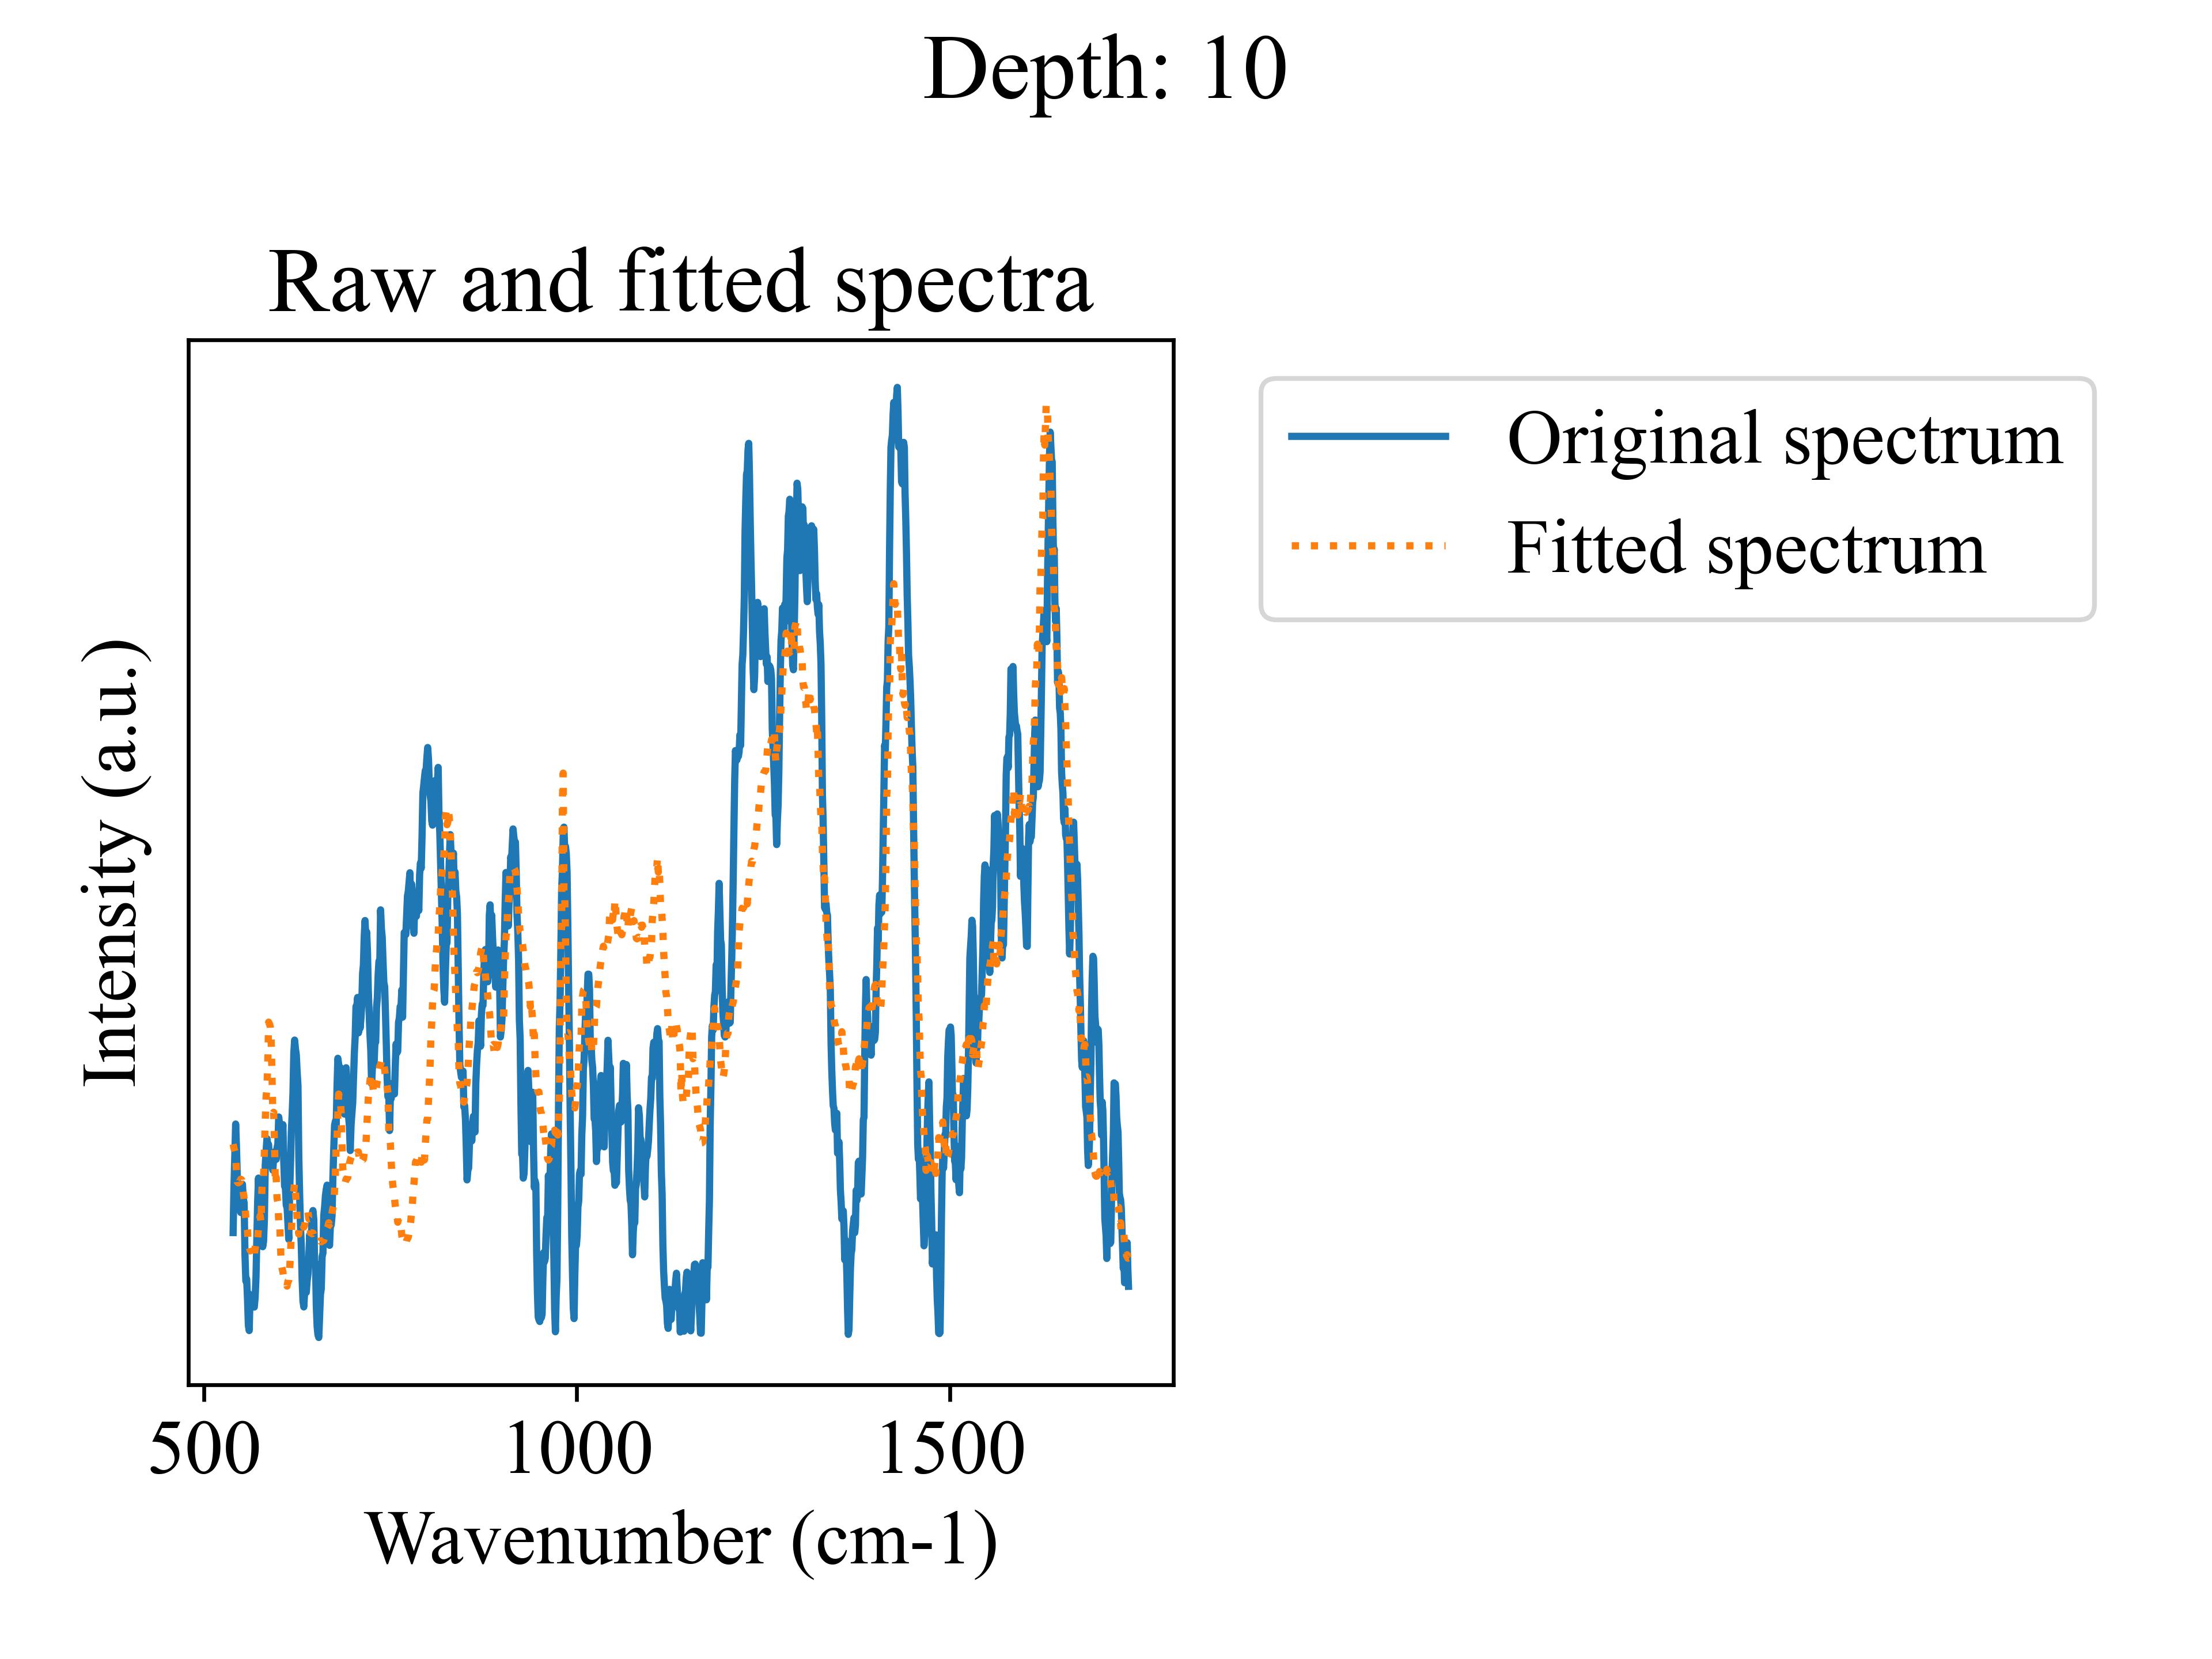 Depth: 10
Raw and fitted spectra
Original spectrum
Fitted spectrum
Intensity (a.u.)
500 1000 1500
Wavenumber (cm-1)